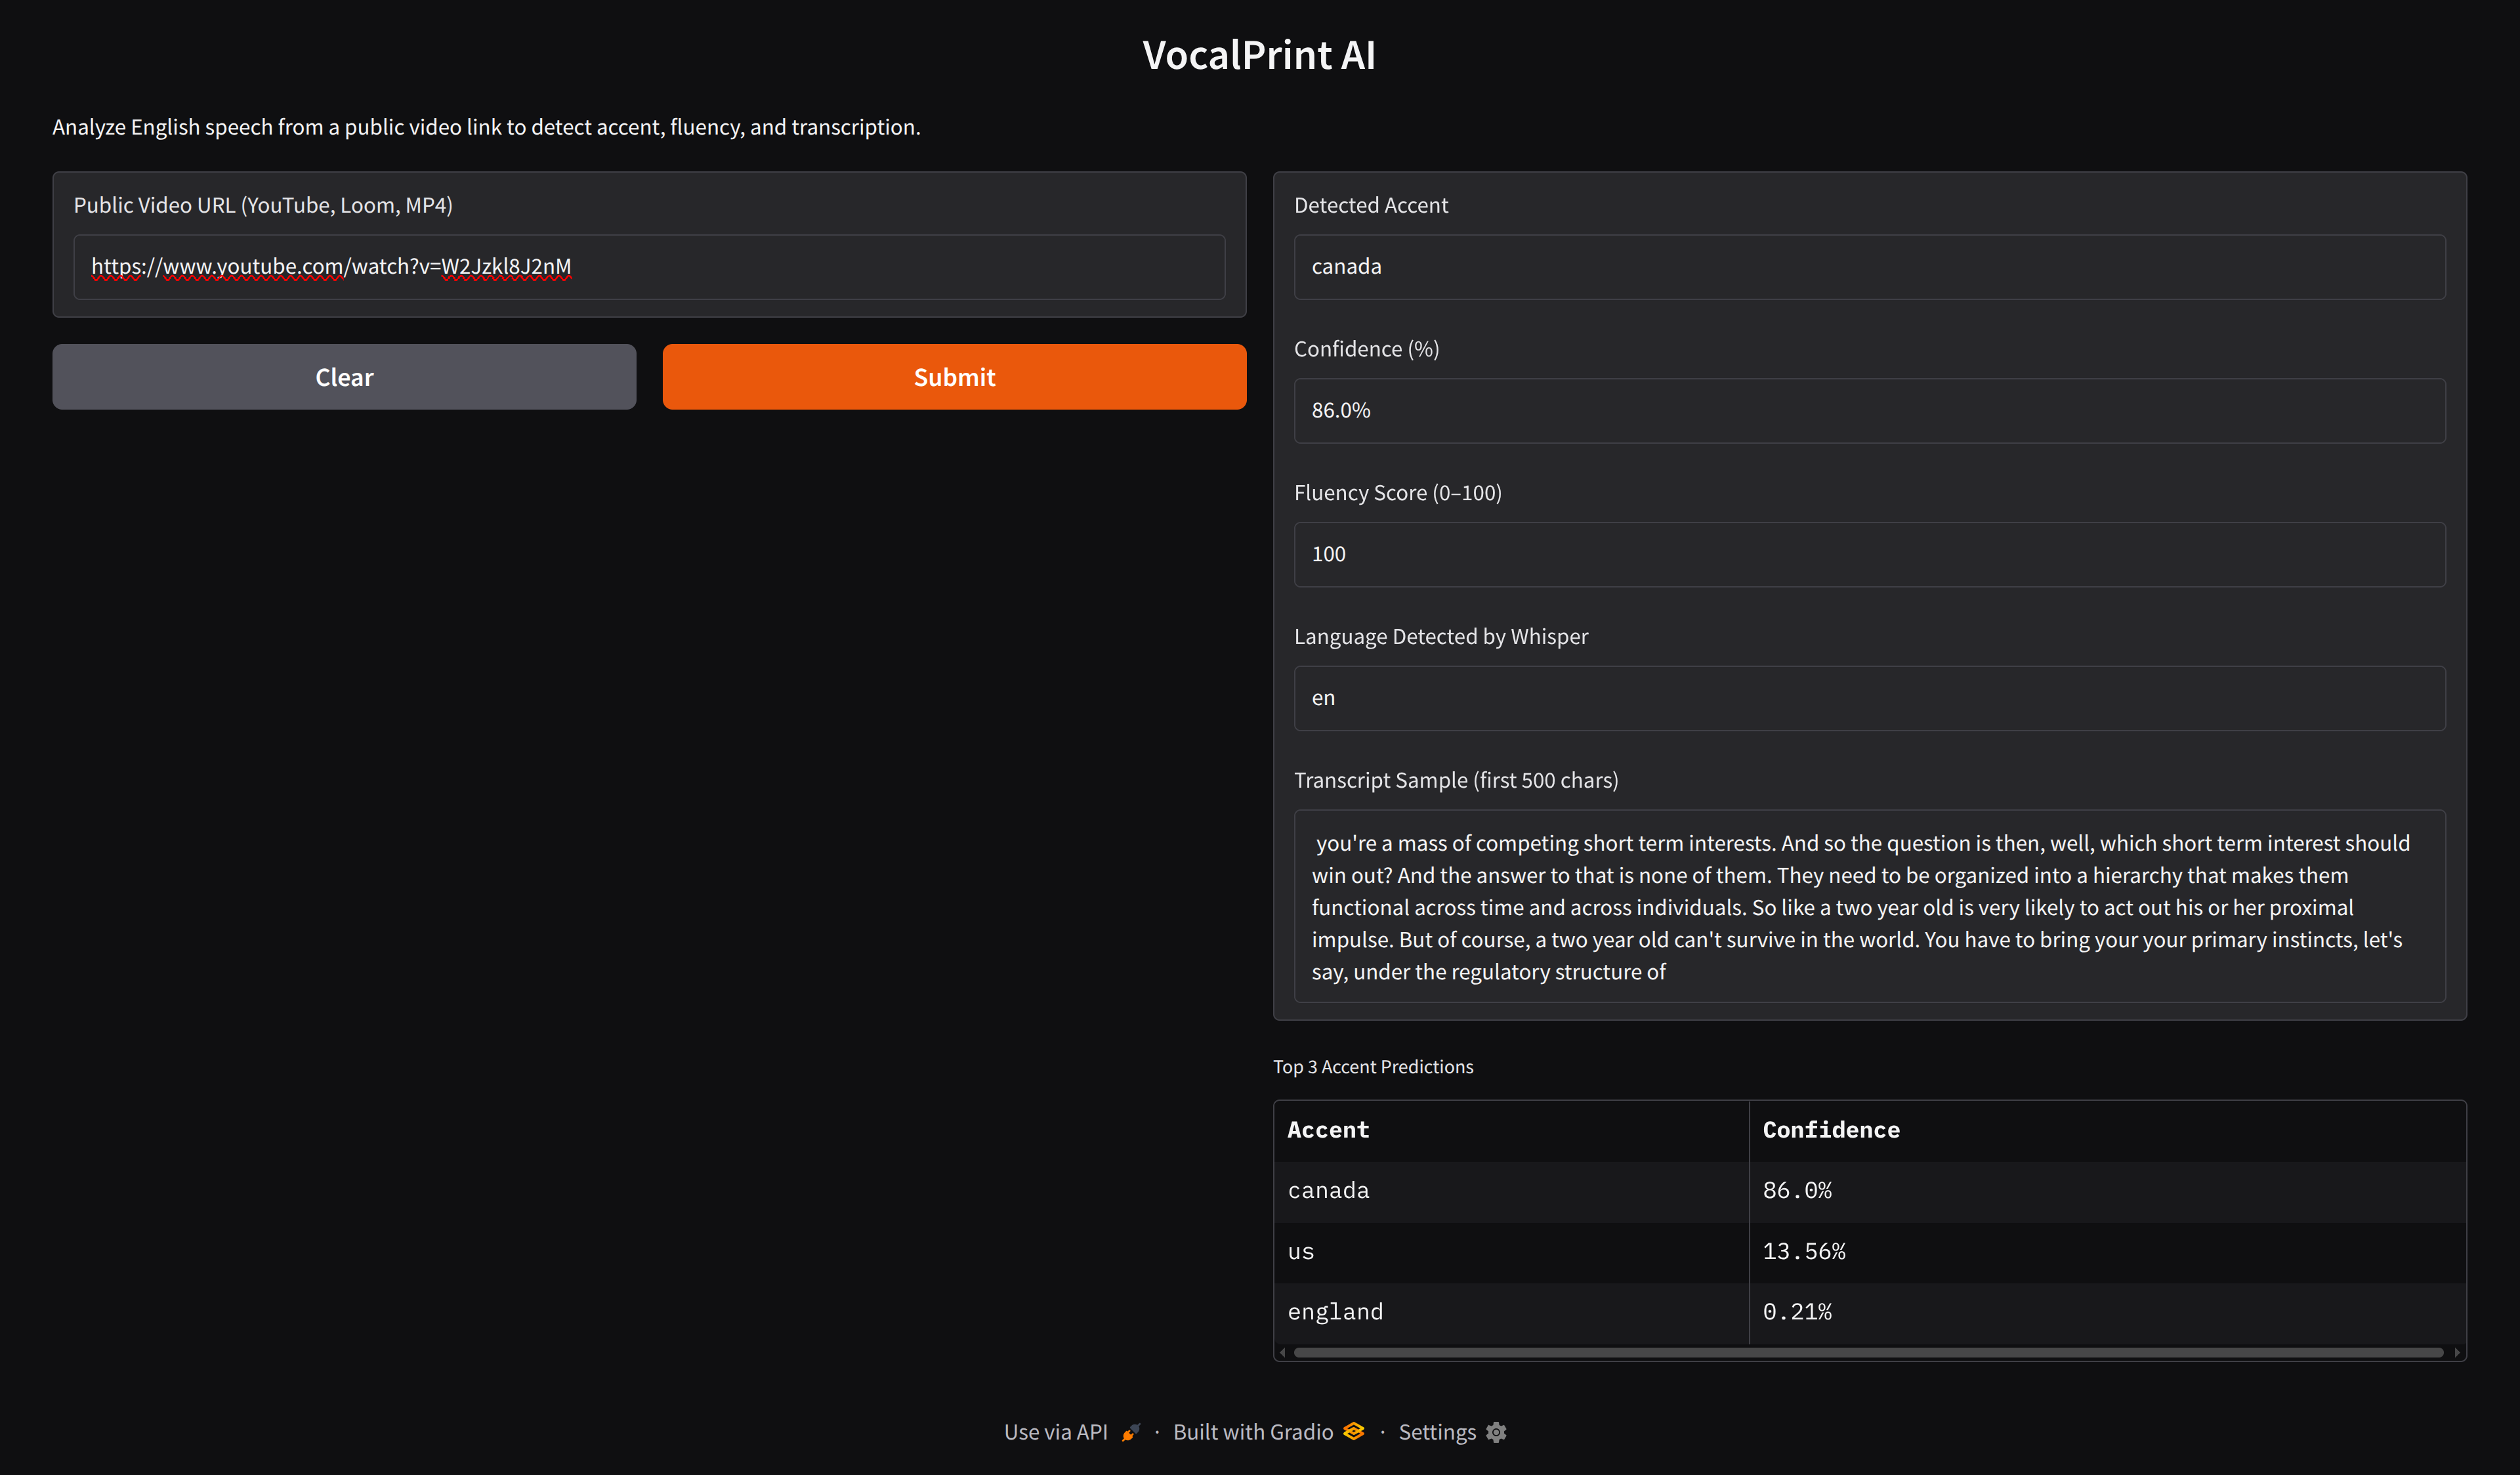 VocalPrint AI
Analyze English speech from a public video link to detect accent, fluency, and transcription.
Public Video URL (YouTube, Loom, MP4)
https://www.youtube.com/watch?v=W2Jzkl8J2nM
Clear
Submit
Detected Accent
canada
Confidence (%)
86.0%
Fluency Score (0–100)
100
Language Detected by Whisper
en
Transcript Sample (first 500 chars)
you're a mass of competing short term interests. And so the question is then, well, which short term interest should
win out? And the answer to that is none of them. They need to be organized into a hierarchy that makes them
functional across time and across individuals. So like a two year old is very likely to act out his or her proximal
impulse. But of course, a two year old can't survive in the world. You have to bring your your primary instincts, let's
say, under the regulatory structure of
Top 3 Accent Predictions
Accent Confidence
canada 86.0%
us 13.56%
england 0.21%
Use via API · Built with Gradio · Settings